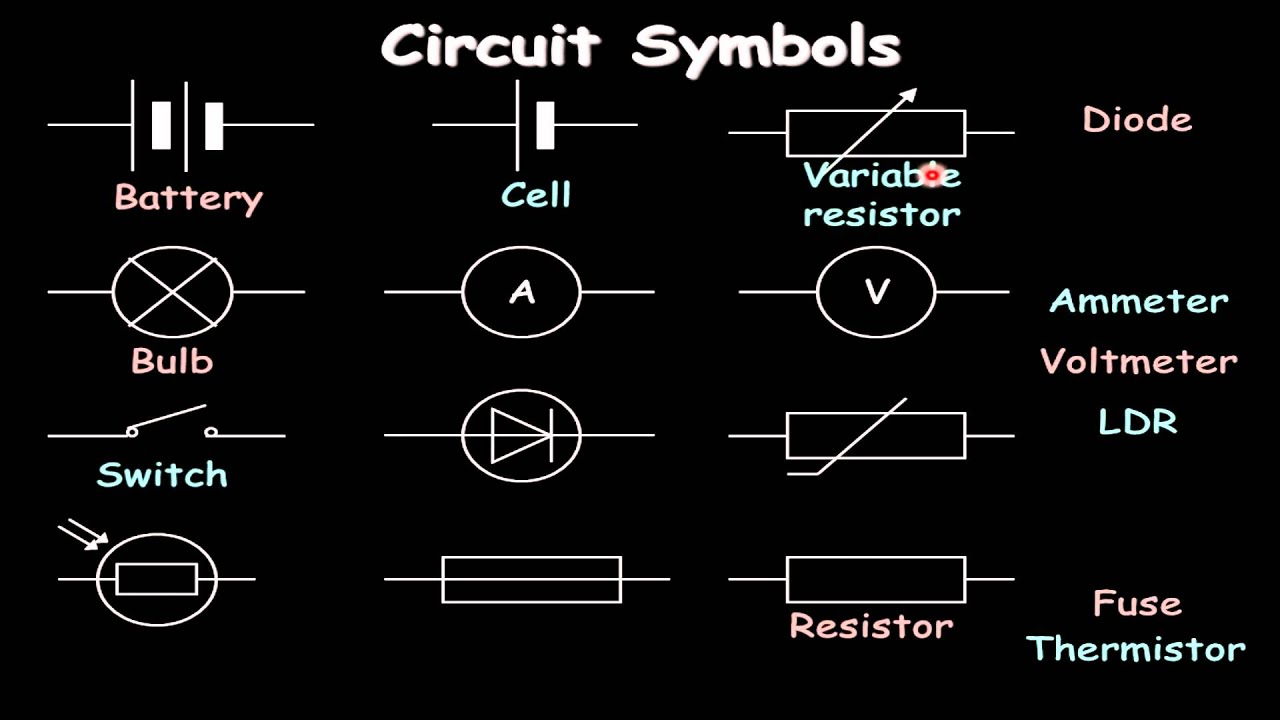 Circuit Symbols
Battery
Cell
Variable
resistor
Diode
A
V
Bulb
Ammeter
Voltmeter
LDR
Switch
Resistor
Fuse
Thermistor